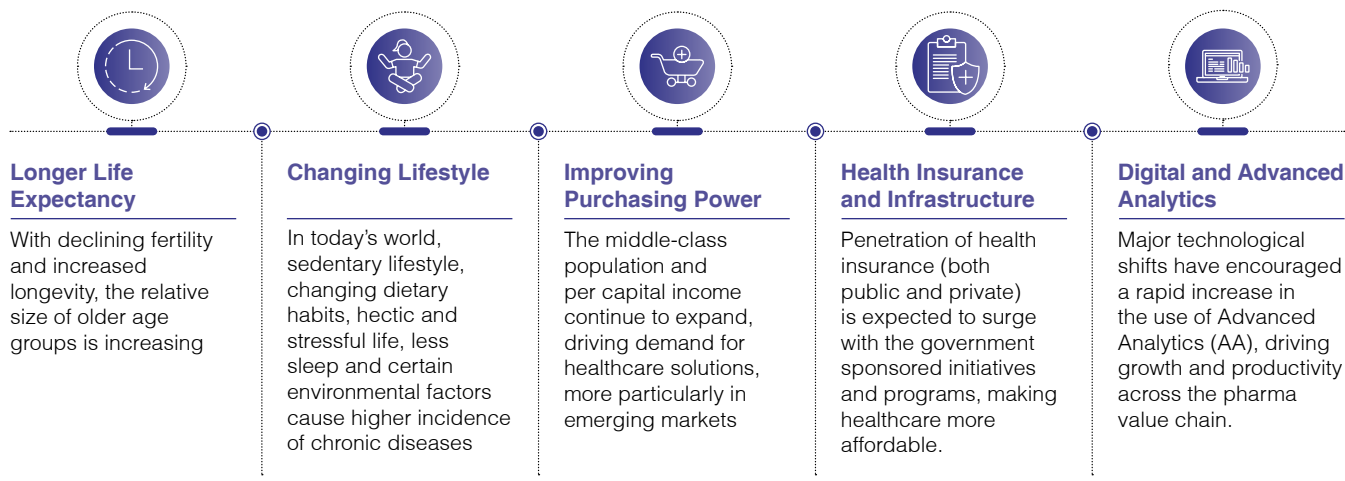 Longer Life
Expectancy
With declining fertility
and increased
longevity, the relative
size of older age
groups is increasing
Changing Lifestyle
In today’s world,
sedentary lifestyle,
changing dietary
habits, hectic and
stressful life, less
sleep and certain
environmental factors
cause higher incidence
of chronic diseases
Improving
Purchasing Power
The middle-class
population and
per capital income
continue to expand,
driving demand for
healthcare solutions,
more particularly in
emerging markets
Health Insurance
and Infrastructure
Penetration of health
insurance (both
public and private)
is expected to surge
with the government
sponsored initiatives
and programs, making
healthcare more
affordable.
Digital and Advanced
Analytics
Major technological
shifts have encouraged
a rapid increase in
the use of Advanced
Analytics (AA), driving
growth and productivity
across the pharma
value chain.